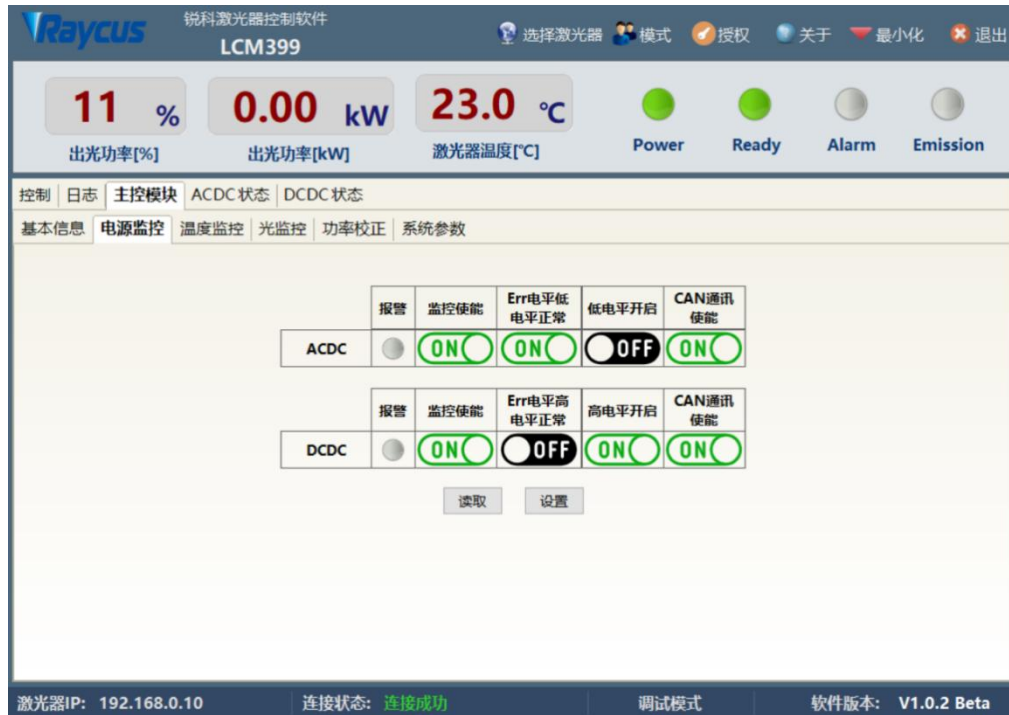 Raycus 锐科激光器控制软件
LCM399
选择激光器 模式 授权 关于 最小化 退出
11 % 0.00 kW 23.0 ℃
出光功率[%] 出光功率[kW] 激光器温度[℃] Power Ready Alarm Emission
控制 日志 主控模块 ACDC 状态 DCDC 状态
基本信息 电源监控 温度监控 光监控 功率校正 系统参数
报警 监控使能 Err电平低 低电平开启 CAN通讯
电平正常 使能
ACDC ON ON OFF ON
报警 监控使能 Err电平高 高电平开启 CAN通讯
电平正常 使能
DCDC ON OFF ON ON
读取 设置
激光器IP: 192.168.0.10 连接状态: 连接成功 调试模式 软件版本: V1.0.2 Beta